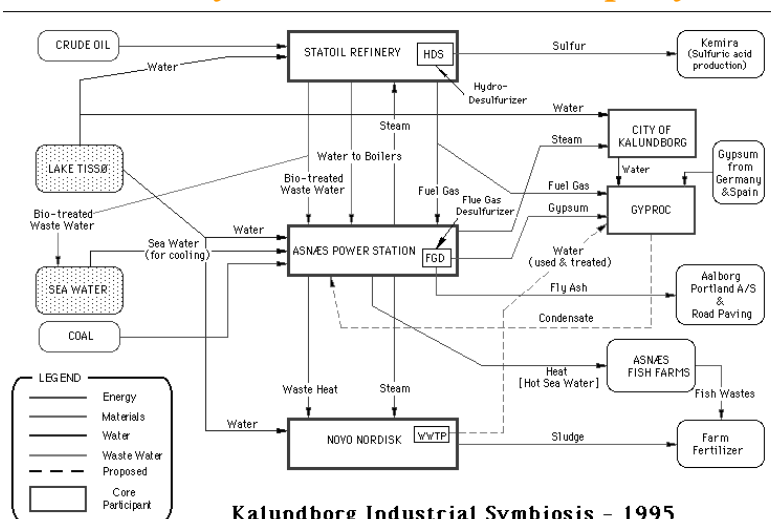 CRUDE OIL
STATOIL REFINERY
HDS
Sulfur
Kemira
(Sulfuric acid
production)
Water
Hydro-
Desulfurizer
Water
CITY OF
KALUNDBORG
Steam
Steam
LAKE TISSØ
Water to Boilers
Water
Gypsum
from
Germany
&Spain
Bio-treated
Waste Water
Fuel Gas
Flue Gas
Desulfurizer
Fuel Gas
Gypsum
GYPROC
Bio-treated
Waste Water
Water
Sea Water
(for cooling)
ASNÆS POWER STATION
FGD
Water
(used & treated)
SEA WATER
Fly Ash
Aalborg
Portland A/S
&
Road Paving
Condensate
COAL
ASNÆS
FISH FARMS
Heat
[Hot Sea Water]
LEGEND
Energy
Materials
Water
Waste Water
Proposed
Core
Participant
Waste Heat
Steam
Fish Wastes
Water
NOVO NORDISK
WWTP
Sludge
Farm
Fertilizer
Kalundborg Industrial Symbiosis - 1995